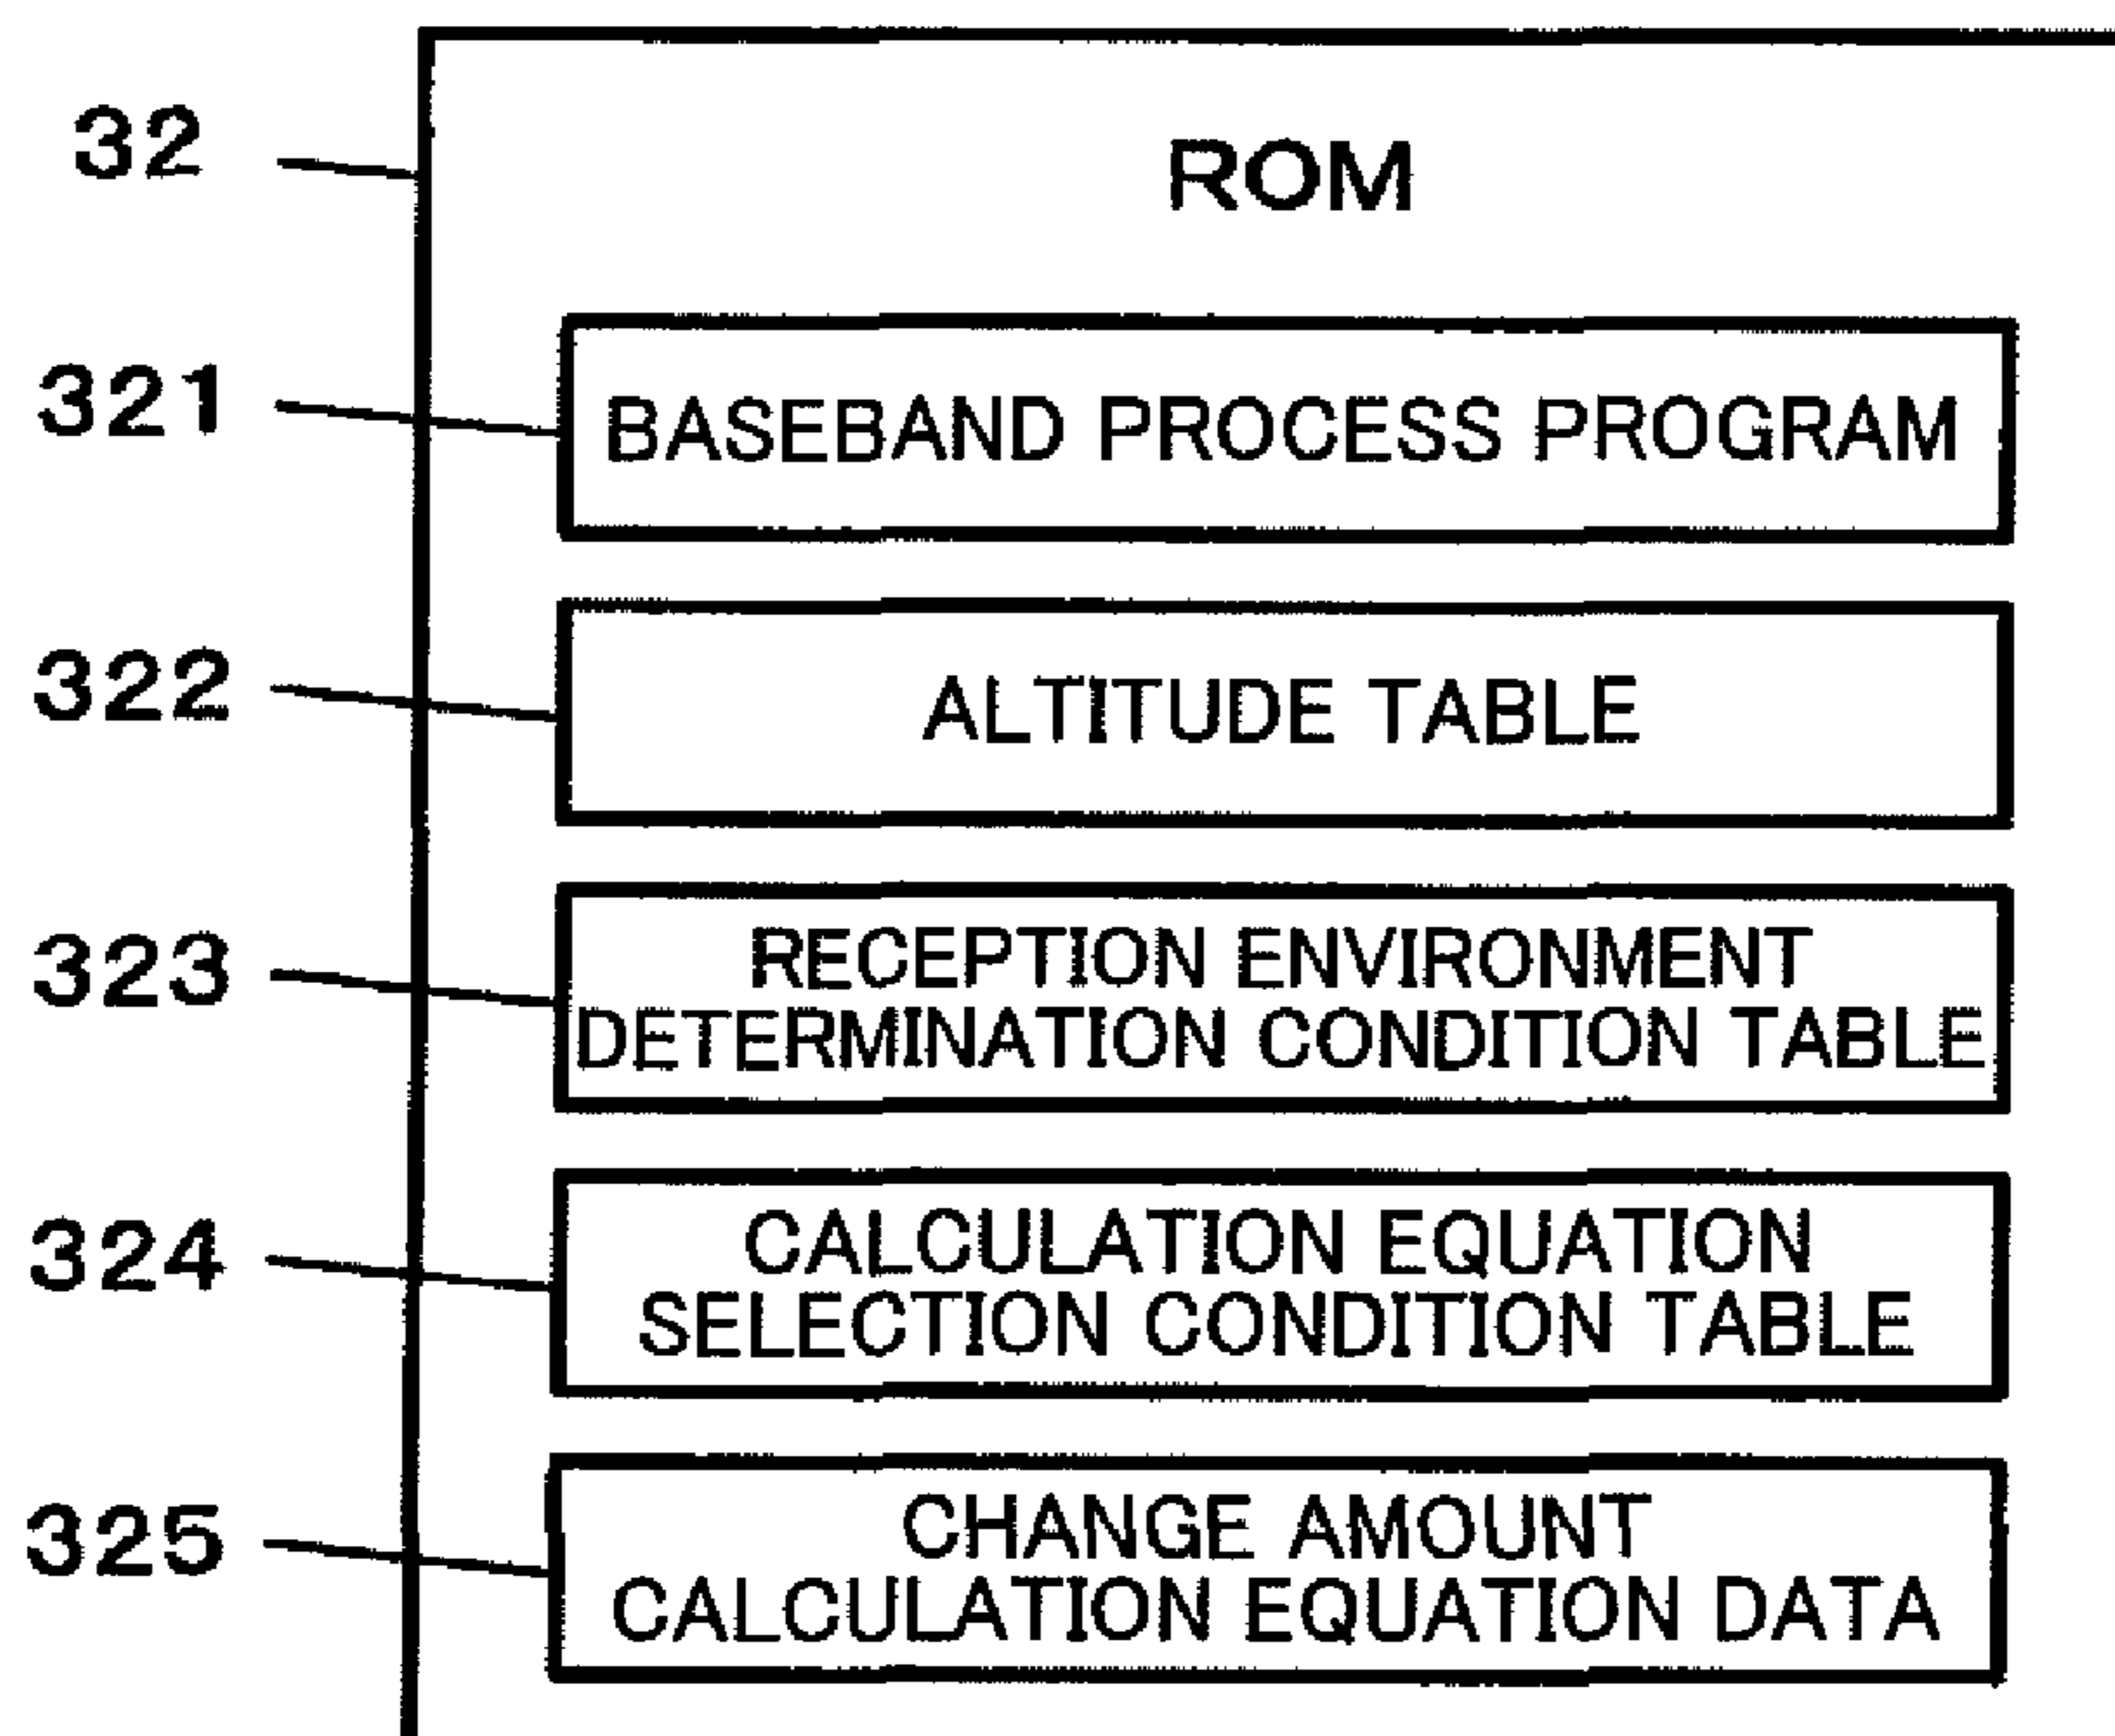 32
ROM
321
BASEBAND PROCESS PROGRAM
322
ALTITUDE TABLE
323
RECEPTION ENVIRONMENT
DETERMINATION CONDITION TABLE
324
CALCULATION EQUATION
SELECTION CONDITION TABLE
325
CHANGE AMOUNT
CALCULATION EQUATION DATA